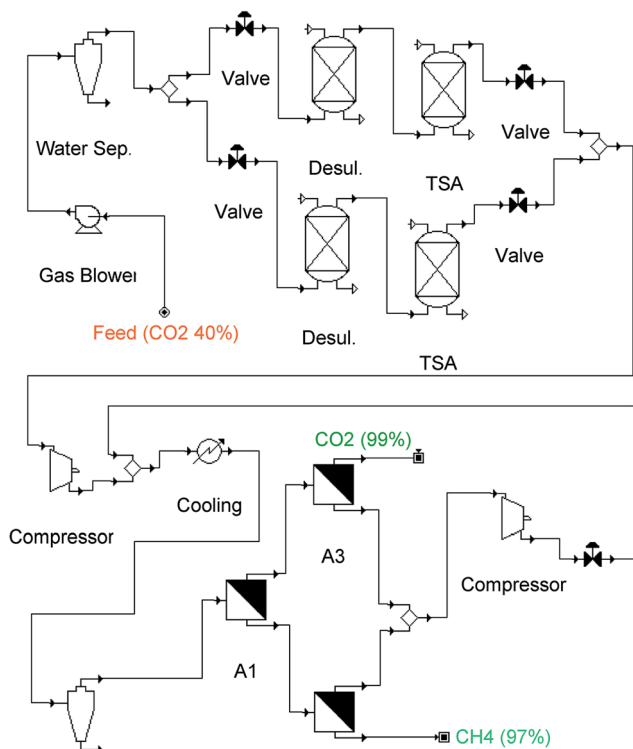 Valve
Valve
Water Sep.
Desul.
TSA
Valve
Valve
Gas Blower
Feed (CO2 40%)
Desul.
TSA
CO2 (99%)
Cooling
Compressor
A3
Compressor
A1
CH4 (97%)